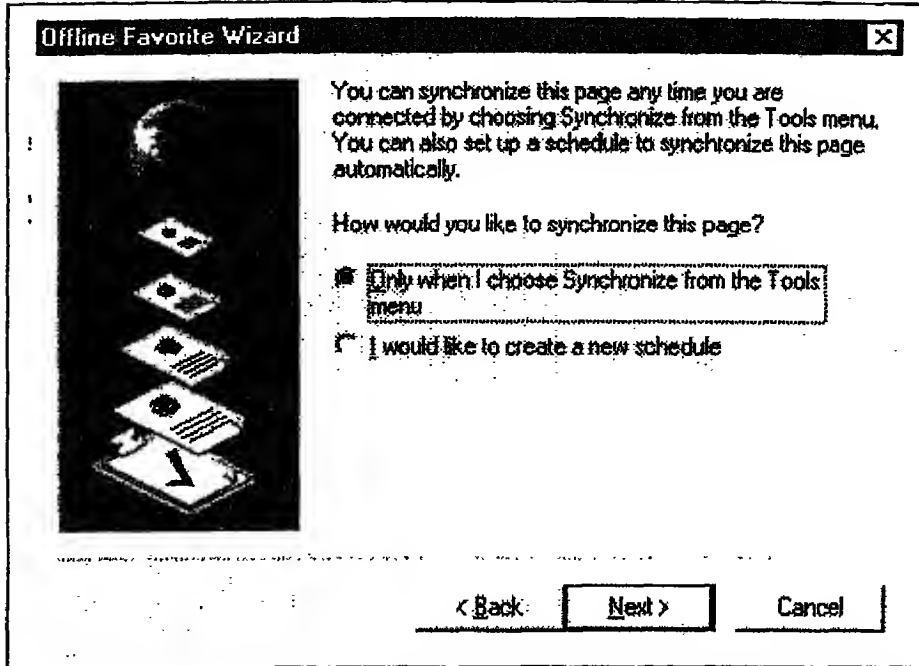 Offline Favorite Wizard
You can synchronize this page any time you are
connected by choosing Synchronize from the Tools menu.
You can also set up a schedule to synchronize this page
automatically.
How would you like to synchronize this page?
Only when I choose Synchronize from the Tools
menu
I would like to create a new schedule
< Back Next > Cancel